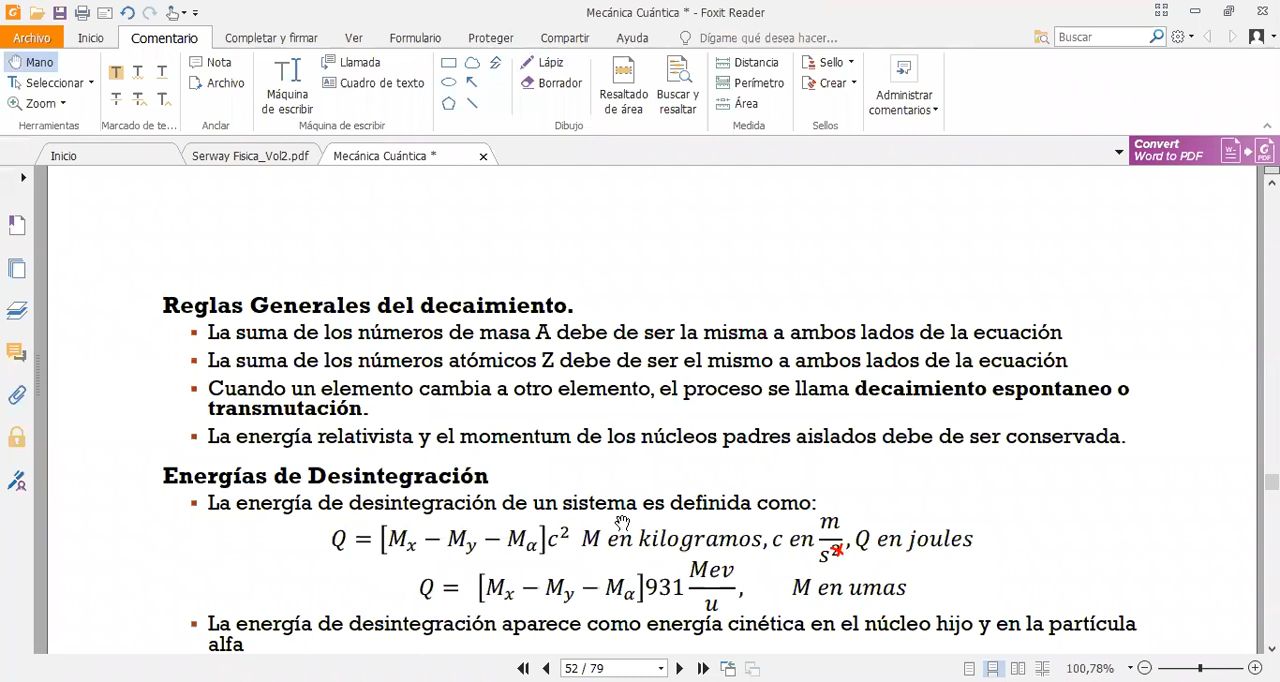 Mecánica Cuántica * - Foxit Reader
Archivo Inicio Comentario Completar y firmar Ver Formulario Proteger Compartir Ayuda Dígame qué desea hacer... Buscar
Mano
Seleccionar
Zoom
Herramientas
Marcado de te...
Nota
Archivo
Andar
Máquina de escribir
Llamada
Cuadro de texto
Máquina de escribir
Lápiz
Borrador
Dibujo
Resaltado de área
Buscar y resaltar
Distancia
Perímetro
Área
Medida
Sello
Crear
Sellos
Administrar comentarios
Inicio Serway Fisica_Vol2.pdf Mecánica Cuántica *
Convert
Word to PDF
Reglas Generales del decaimiento.
▪ La suma de los números de masa A debe de ser la misma a ambos lados de la ecuación
▪ La suma de los números atómicos Z debe de ser el mismo a ambos lados de la ecuación
▪ Cuando un elemento cambia a otro elemento, el proceso se llama decaimiento espontaneo o
transmutación.
▪ La energía relativista y el momentum de los núcleos padres aislados debe de ser conservada.
Energías de Desintegración
▪ La energía de desintegración de un sistema es definida como:
Q = [Mₓ − M_y − M_α]c² M en kilogramos, c en m/s², Q en joules
Q = [Mₓ − M_y − M_α]931 Mev/u, M en umas
▪ La energía de desintegración aparece como energía cinética en el núcleo hijo y en la partícula
alfa
52 / 79
100,78%